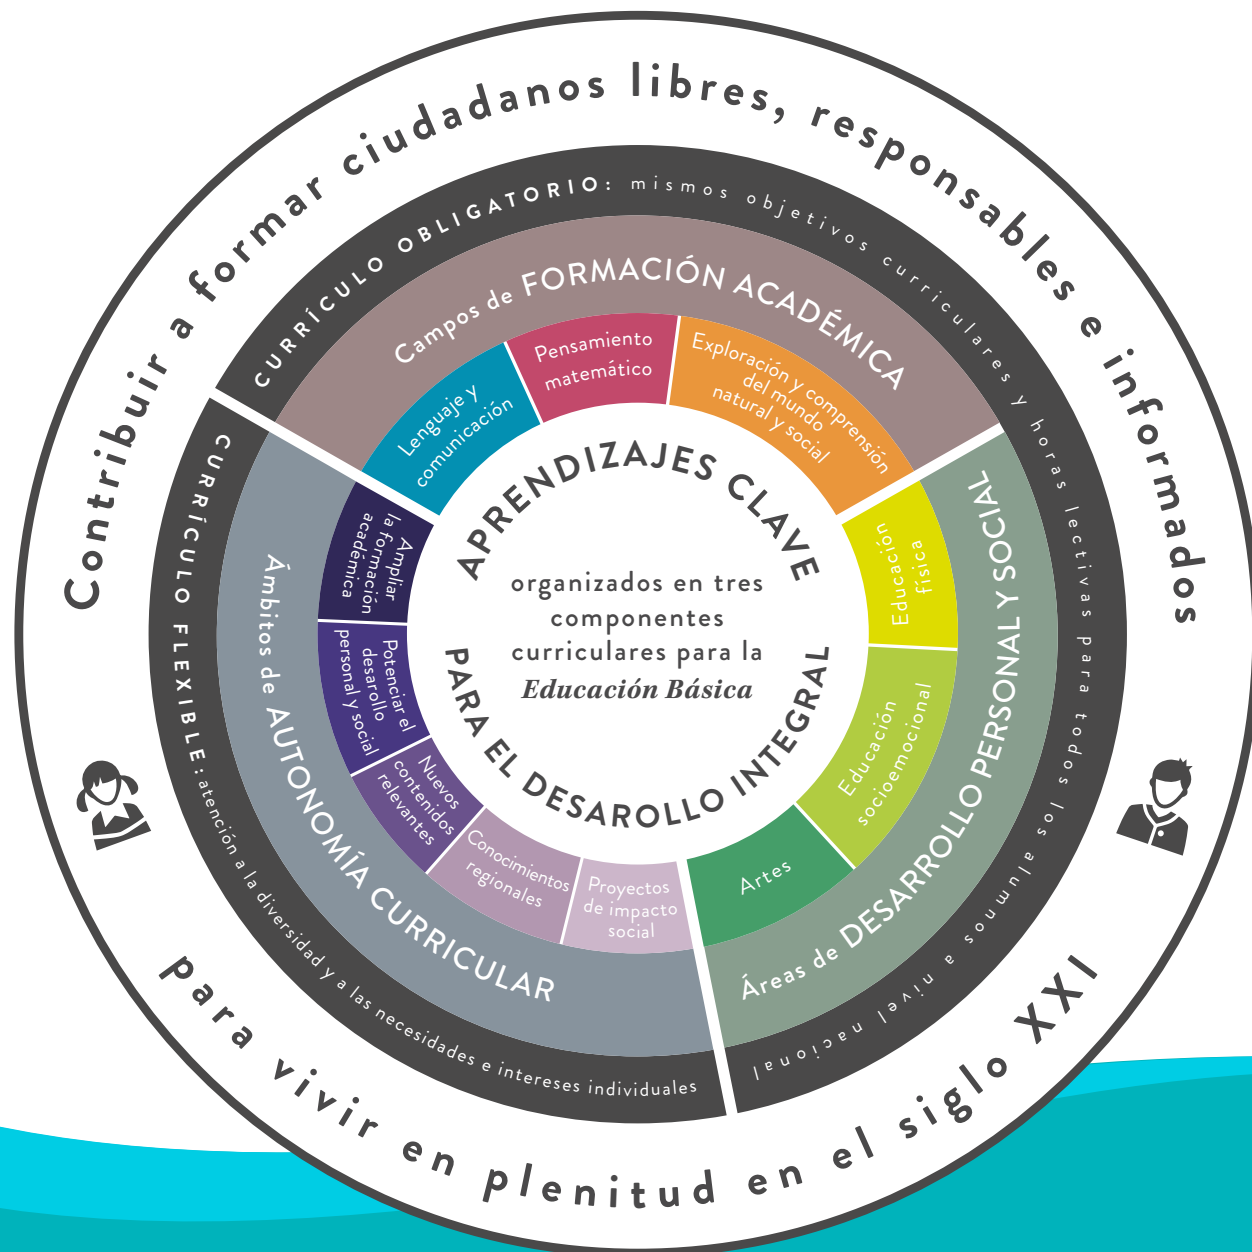 Contribuir a formar ciudadanos libres, responsables e informados
para vivir en plenitud en el siglo XXI
CURRÍCULO OBLIGATORIO: mismos objetivos curriculares y horas lectivas para todos los alumnos a nivel nacional
CURRÍCULO FLEXIBLE: atención a la diversidad y a las necesidades e intereses individuales
Campos de FORMACIÓN ACADÉMICA
Lenguaje y
comunicación
Pensamiento
matemático
Exploración y comprensión
del mundo
natural y social
Áreas de DESARROLLO PERSONAL Y SOCIAL
Educación
física
Educación
socioemocional
Artes
Ámbitos de AUTONOMÍA CURRICULAR
Ampliar
la formación
académica
Potenciar el
desarollo
personal y social
Nuevos
contenidos
relevantes
Conocimientos
regionales
Proyectos
de impacto
social
APRENDIZAJES CLAVE
organizados en tres
componentes
curriculares para la
Educación Básica
PARA EL DESAROLLO INTEGRAL